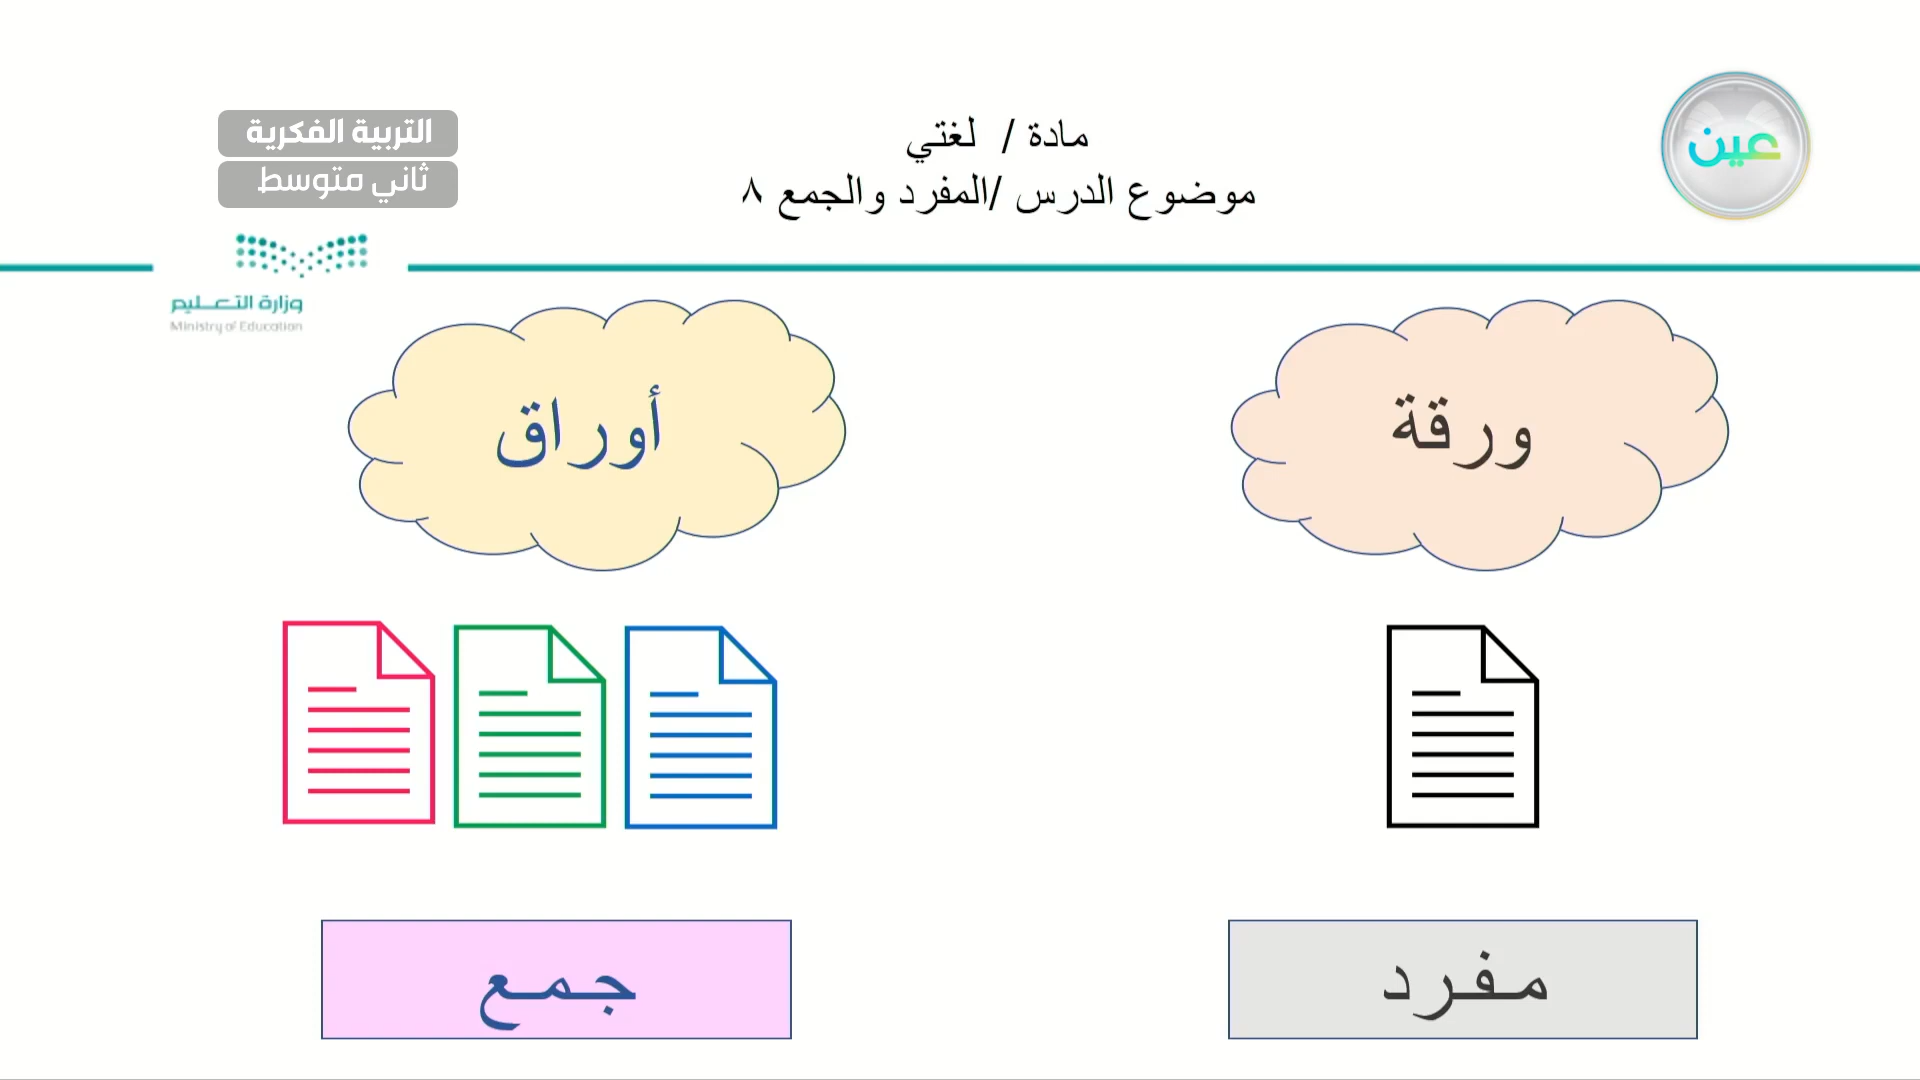 مادة / لغتي
موضوع الدرس /المفرد والجمع ٨
عين
التربية الفكرية
ثاني متوسط
وزارة التعليم
Ministry of Education
ورقة
أوراق
مفرد
جمع